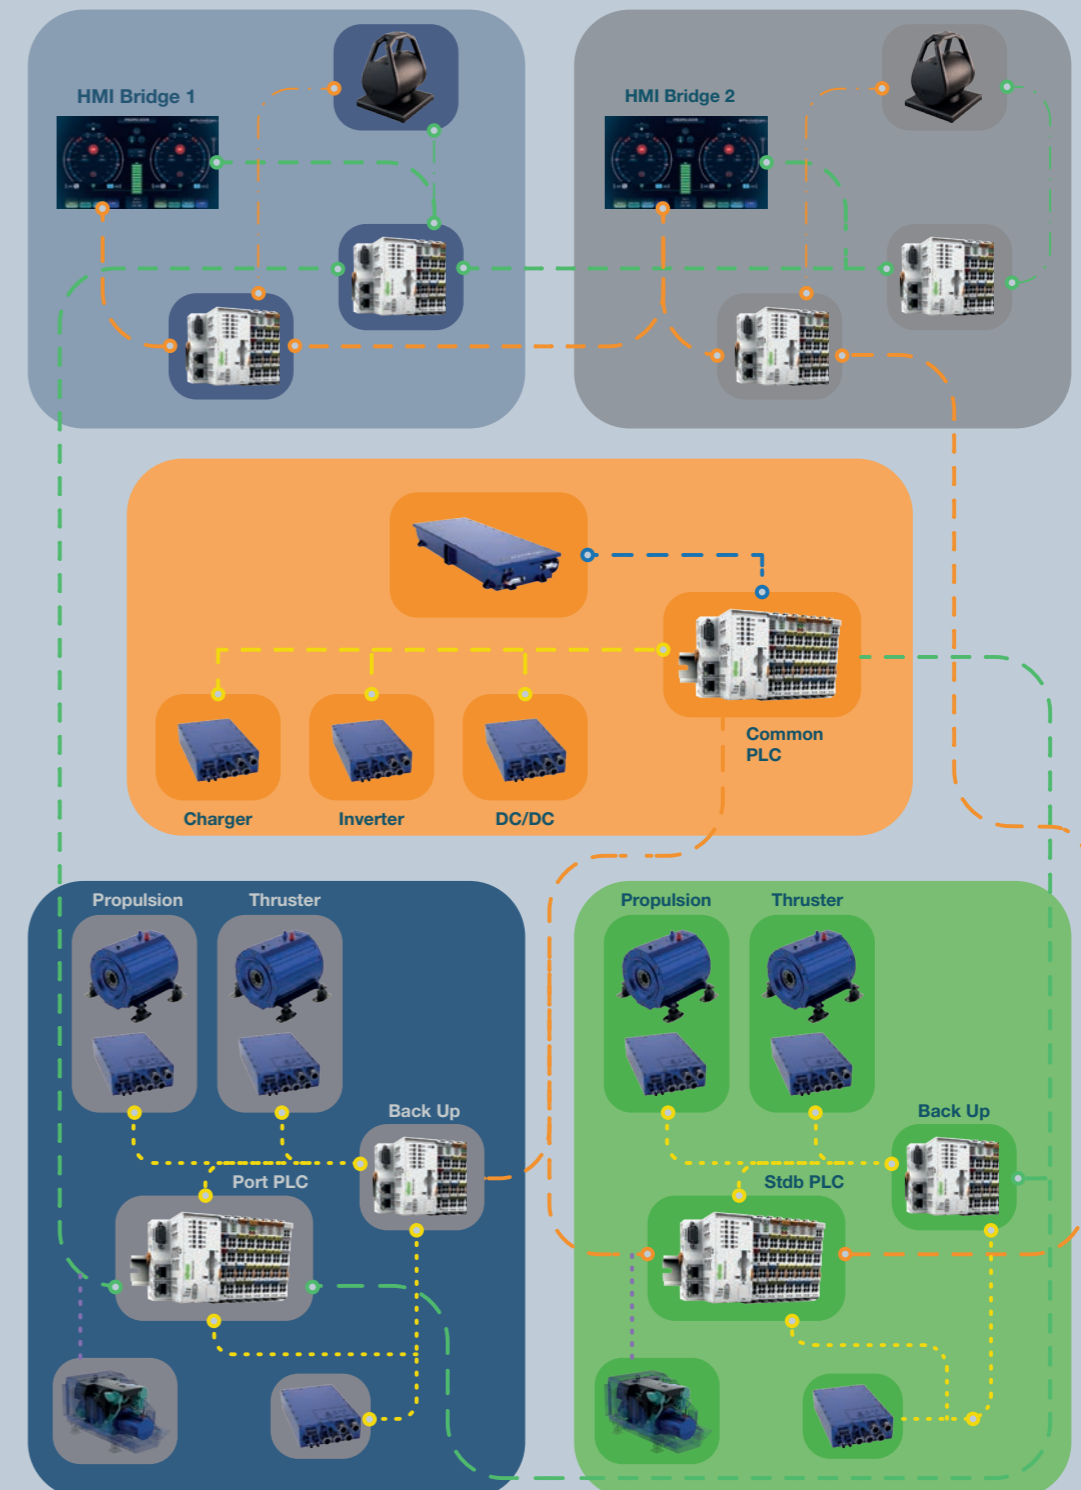 HMI Bridge 1
HMI Bridge 2
Common
PLC
Charger
Inverter
DC/DC
Propulsion
Thruster
Back Up
Port PLC
Propulsion
Thruster
Back Up
Stdb PLC